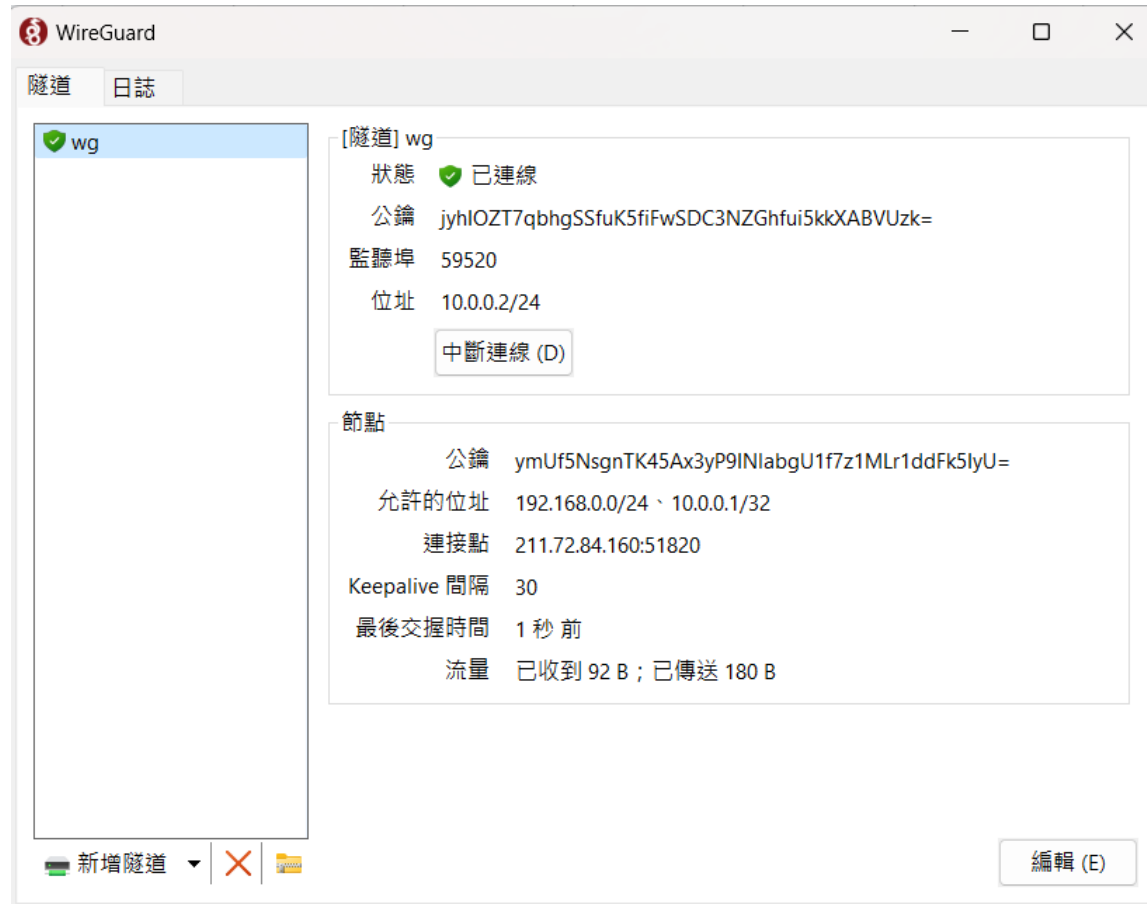 WireGuard
隧道 日誌
wg
[隧道] wg
狀態 已連線
公鑰 jyhIOZT7qbhgSSfuK5fiFwSDC3NZGhfui5kkXABVUzk=
監聽埠 59520
位址 10.0.0.2/24
中斷連線 (D)
節點
公鑰 ymUf5NsgnTK45Ax3yP9INIabgU1f7z1MLr1ddFk5IyU=
允許的位址 192.168.0.0/24、10.0.0.1/32
連接點 211.72.84.160:51820
Keepalive 間隔 30
最後交握時間 1 秒 前
流量 已收到 92 B；已傳送 180 B
新增隧道
編輯 (E)